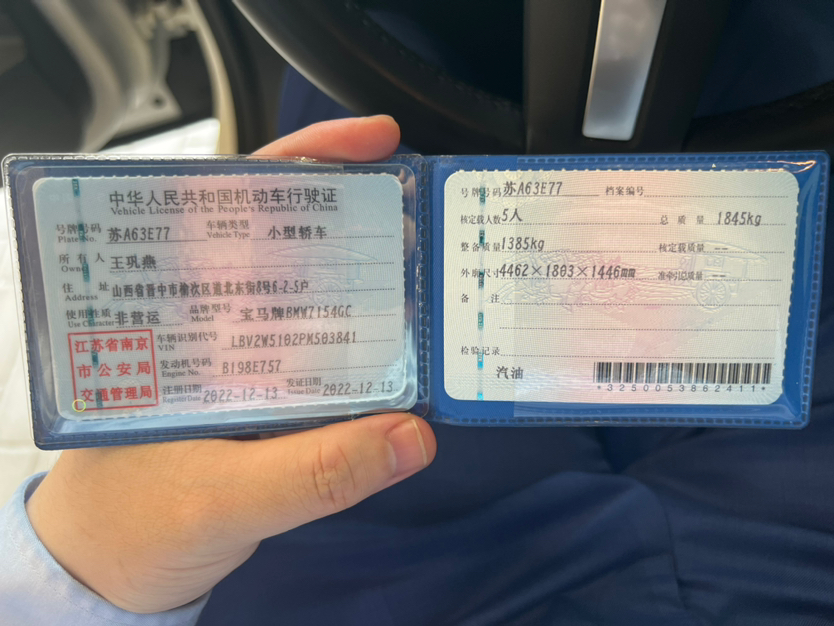 中华人民共和国机动车行驶证
Vehicle License of the People's Republic of China
号牌号码 苏A63E77 车辆类型 小型轿车
Plate No. Vehicle Type
所有人 王巩燕
Owner
住址 山西省晋中市榆次区道北东街8号6-2-5户
Address
使用性质 非营运 品牌型号 宝马牌BMW7154GC
Use Character Model
江苏省南京
市公安局
交通管理局
车辆识别代号 LBV2W5102PMS03841
VIN
发动机号码 B198E757
Engine No.
注册日期 2022-12-13 发证日期 2022-12-13
Register Date Issue Date
号牌号码 苏A63E77 档案编号
核定载人数 5人 总质量 1845kg
整备质量 1385kg 核定载质量 --
外廓尺寸 4462×1803×1446mm 准牵引总质量 --
备注
检验记录
汽油
*3250053862411*